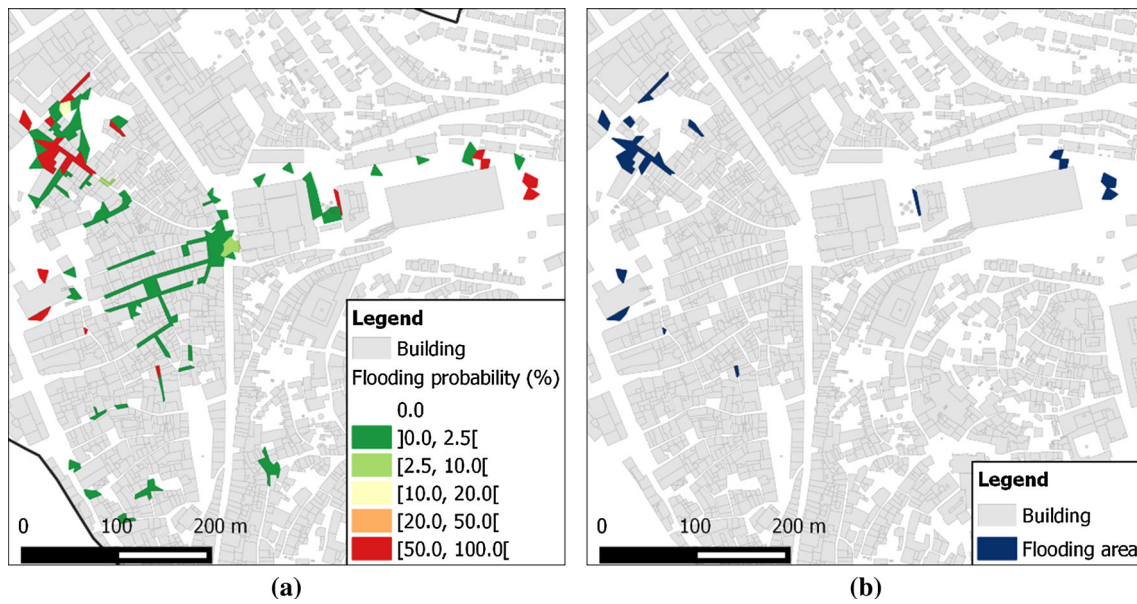 Legend
Building
Flooding probability (%)
0.0
]0.0, 2.5[
[2.5, 10.0[
[10.0, 20.0[
[20.0, 50.0[
[50.0, 100.0[
0 100 200 m
(a)
Legend
Building
Flooding area
0 100 200 m
(b)